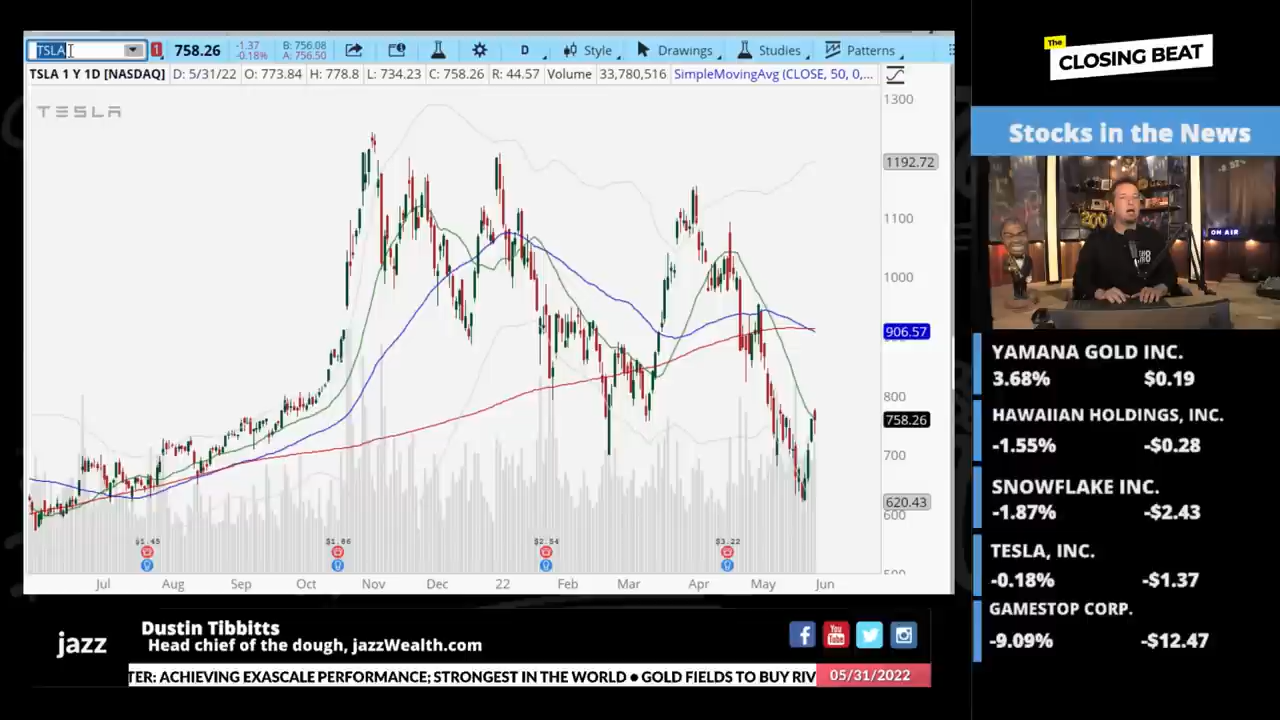 TSLA
1
758.26
-1.37
-0.18%
B: 756.08
A: 756.50
D
Style
Drawings
Studies
Patterns
TSLA 1 Y 1D [NASDAQ]
D: 5/31/22
O: 773.84
H: 778.8
L: 734.23
C: 758.26
R: 44.57
Volume
33,780,516
SimpleMovingAvg (CLOSE, 50, 0,...
TESLA
1300
1192.72
1100
1000
906.57
800
758.26
700
620.43
600
500
$1.45
$1.86
$2.54
$3.22
Jul
Aug
Sep
Oct
Nov
Dec
22
Feb
Mar
Apr
May
Jun
The
CLOSING BEAT
Stocks in the News
200
ON AIR
YAMANA GOLD INC.
3.68% $0.19
HAWAIIAN HOLDINGS, INC.
-1.55% -$0.28
SNOWFLAKE INC.
-1.87% -$2.43
TESLA, INC.
-0.18% -$1.37
GAMESTOP CORP.
-9.09% -$12.47
jazz
Dustin Tibbitts
Head chief of the dough, jazzWealth.com
You
Tube
TER: ACHIEVING EXASCALE PERFORMANCE; STRONGEST IN THE WORLD ● GOLD FIELDS TO BUY RIV
05/31/2022